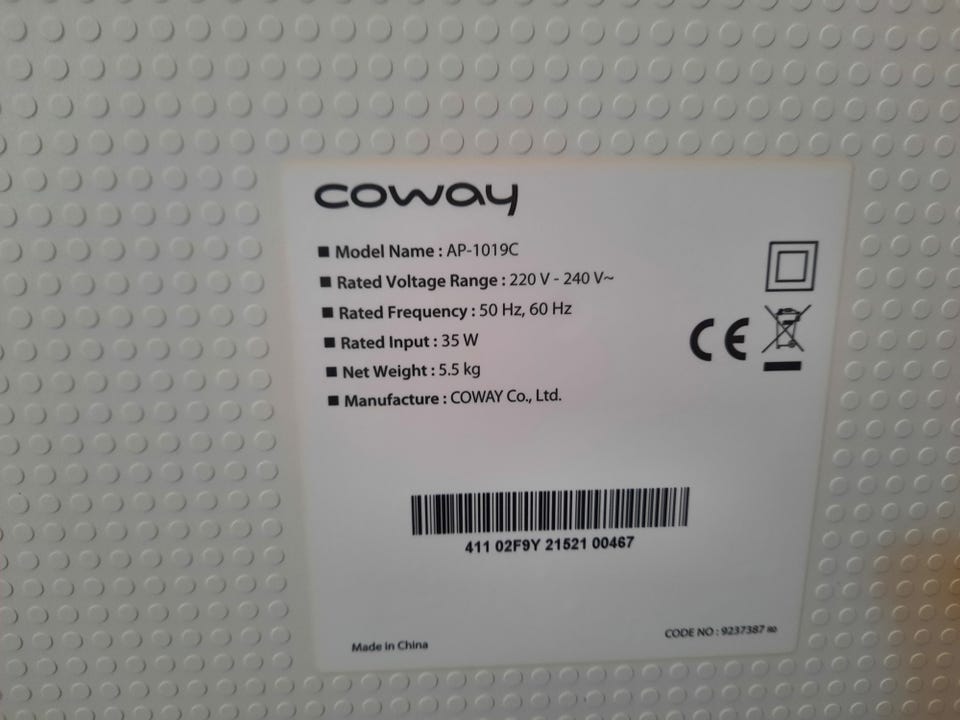 coway
■ Model Name : AP-1019C
■ Rated Voltage Range : 220 V - 240 V~
■ Rated Frequency : 50 Hz, 60 Hz
■ Rated Input : 35 W
■ Net Weight : 5.5 kg
■ Manufacture : COWAY Co., Ltd.
CE
411 02F9Y 21521 00467
Made in China
CODE NO : 9237387